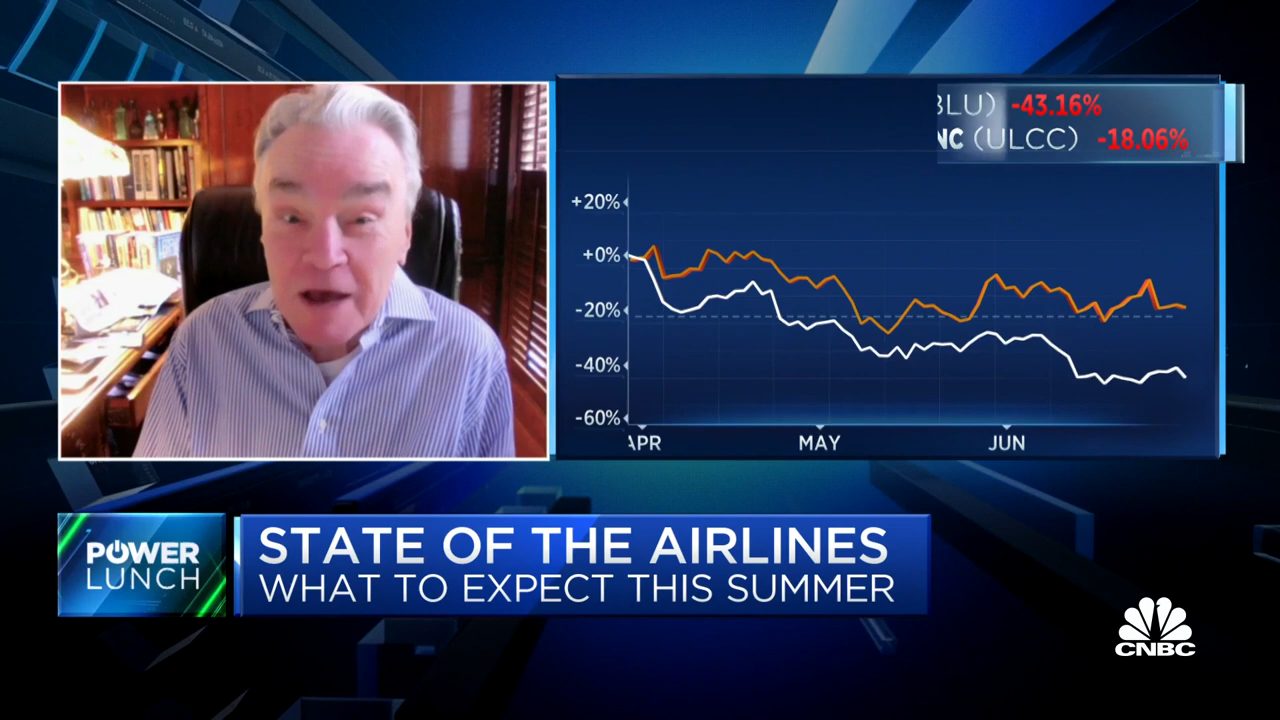 BLU) -43.16%
NC (ULCC) -18.06%
+20%
+0%
-20%
-40%
-60%
APR MAY JUN
POWER
LUNCH
STATE OF THE AIRLINES
WHAT TO EXPECT THIS SUMMER
CNBC